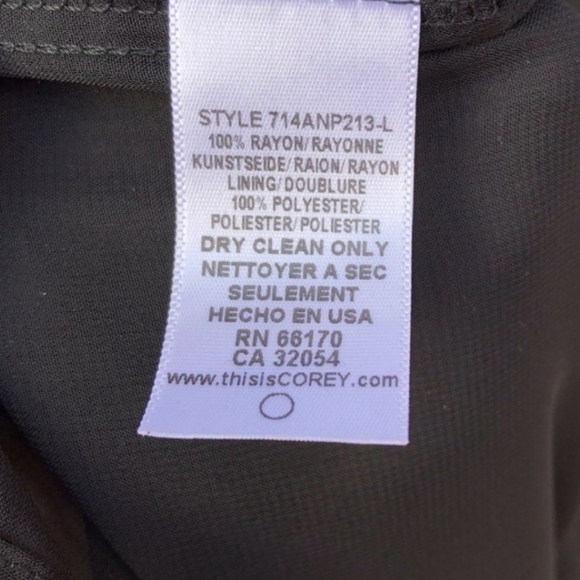 STYLE 714ANP213-L
100% RAYON/RAYONNE
KUNSTSEIDE/RAION/RAYON
LINING/DOUBLURE
100% POLYESTER/
POLIESTER/POLIESTER
DRY CLEAN ONLY
NETTOYER A SEC
SEULEMENT
HECHO EN USA
RN 66170
CA 32054
www.thisisCOREY.com